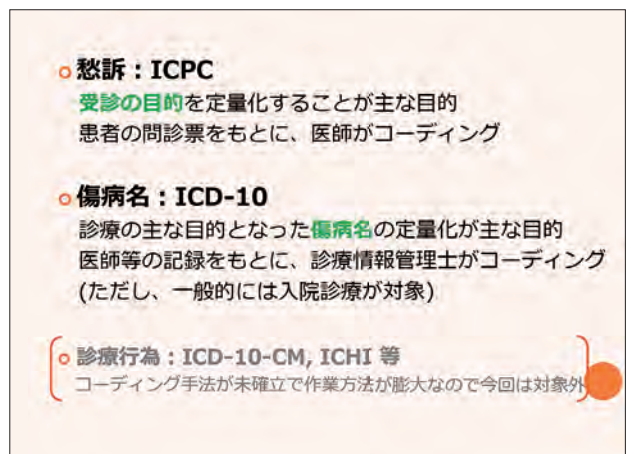 愁訴：ICPC
受診の目的を定量化することが主な目的
患者の問診票をもとに、医師がコーディング
傷病名：ICD-10
診療の主な目的となった傷病名の定量化が主な目的
医師等の記録をもとに、診療情報管理士がコーディング
(ただし、一般的には入院診療が対象)
診療行為：ICD-10-CM, ICHI 等
コーディング手法が未確立で作業方法が膨大なので今回は対象外